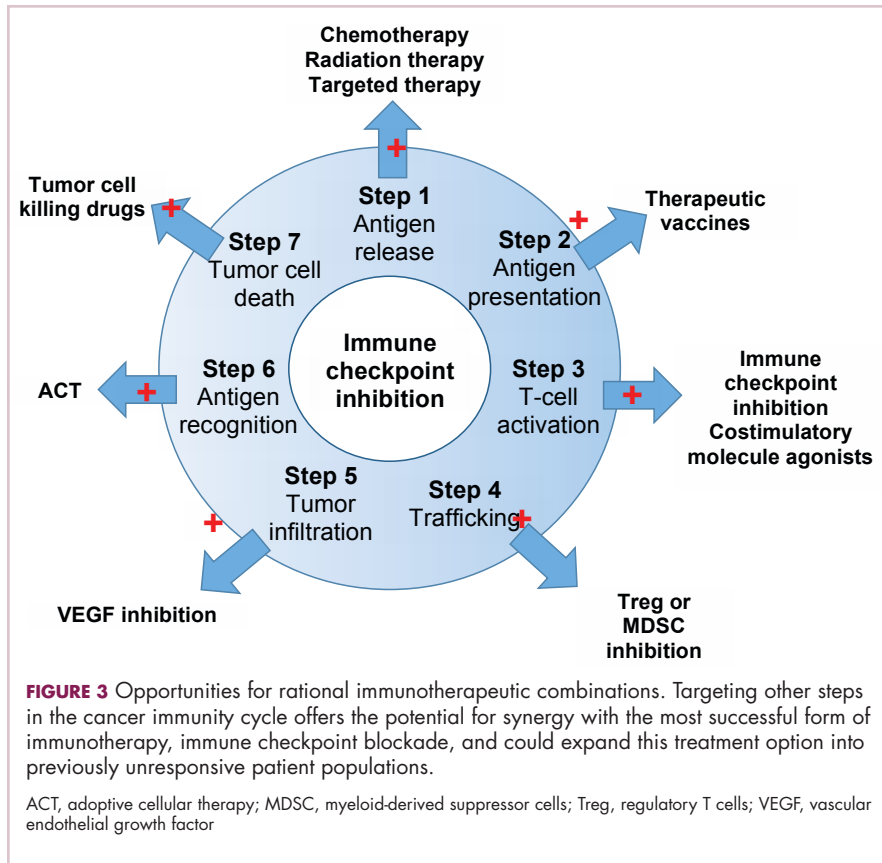 Chemotherapy
Radiation therapy
Targeted therapy
Step 1
Antigen
release
Therapeutic
vaccines
Step 2
Antigen
presentation
Immune
checkpoint
inhibition
Costimulatory
molecule agonists
Step 3
T-cell
activation
Treg or
MDSC
inhibition
Step 4
Trafficking
VEGF inhibition
Step 5
Tumor
infiltration
ACT
Step 6
Antigen
recognition
Tumor cell
killing drugs
Step 7
Tumor cell
death
Immune
checkpoint
inhibition
FIGURE 3 Opportunities for rational immunotherapeutic combinations. Targeting other steps
in the cancer immunity cycle offers the potential for synergy with the most successful form of
immunotherapy, immune checkpoint blockade, and could expand this treatment option into
previously unresponsive patient populations.
ACT, adoptive cellular therapy; MDSC, myeloid-derived suppressor cells; Treg, regulatory T cells; VEGF, vascular
endothelial growth factor